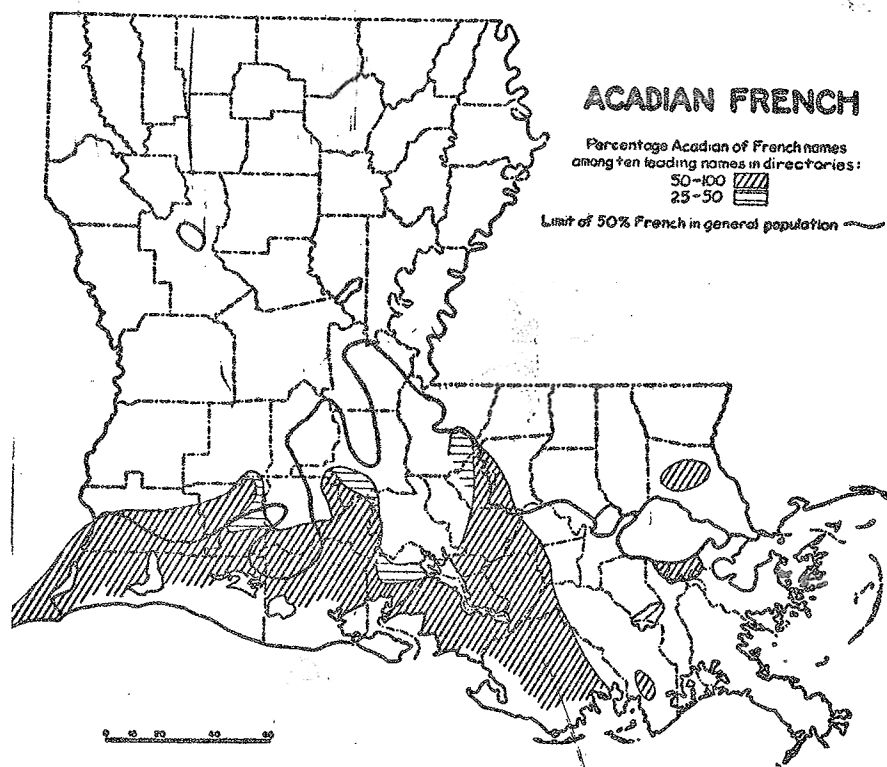 ACADIAN FRENCH
Percentage Acadian of French names
among ten leading names in directories:
50-100
25-50
Limit of 50% French in general population
0 10 20 40 60